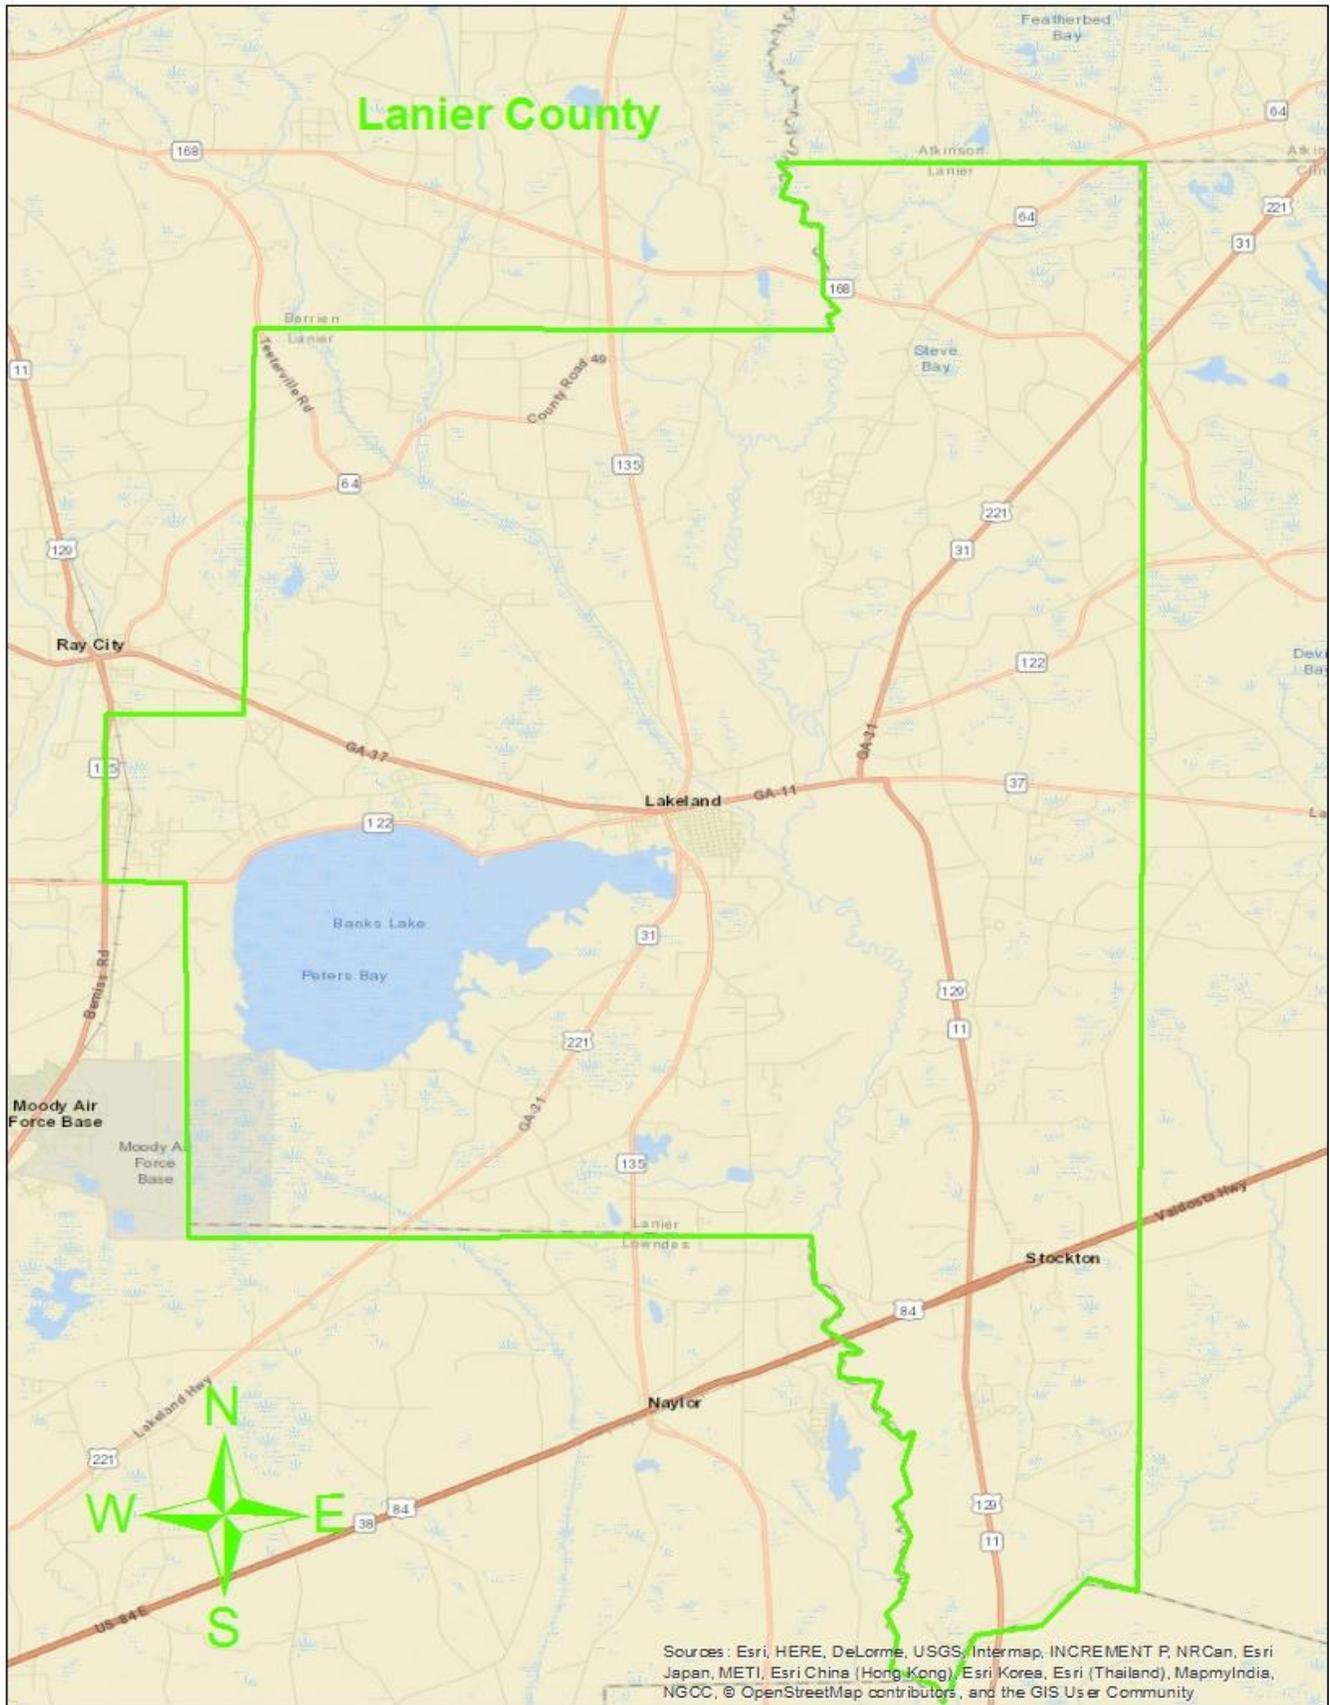 Featherbed
Bay
Lanier County
64
168
Atkinson
Lanier
221
64
31
168
Berrien
Lanier
Teeterville Rd
Steve
Bay
County Road 49
11
135
64
221
31
129
Ray City
122
GA-31
GA-37
37
GA-11
Lakeland
122
Banks Lake
31
Peters Bay
Bemiss Rd
129
11
221
Moody Air
Force Base
GA-31
Force
Base
135
Valdosta Hwy
Lanier
Lowndes
Stockton
84
Lakeland Hwy
Naylor
N
221
W
E
84
38
129
11
S
US-84 E
Sources: Esri, HERE, DeLorme, USGS, Intermap, INCREMENT P, NRCan, Esri
Japan, METI, Esri China (Hong Kong), Esri Korea, Esri (Thailand), MapmyIndia,
NGCC, © OpenStreetMap contributors, and the GIS User Community